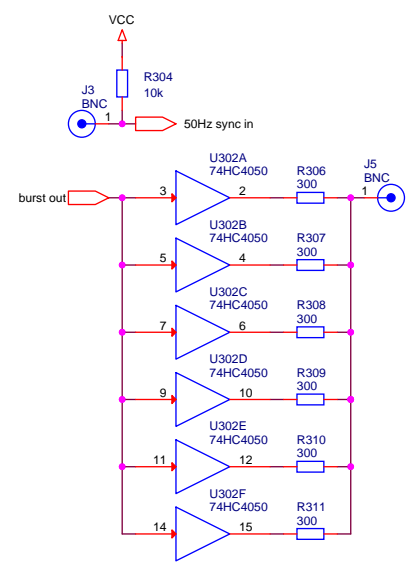 VCC
R304
10k
J3
BNC
1
50Hz sync in
U302A
74HC4050
R306
300
J5
BNC
burst out
3
2
1
U302B
74HC4050
R307
300
5
4
U302C
74HC4050
R308
300
7
6
U302D
74HC4050
R309
300
9
10
U302E
74HC4050
R310
300
11
12
U302F
74HC4050
R311
300
14
15